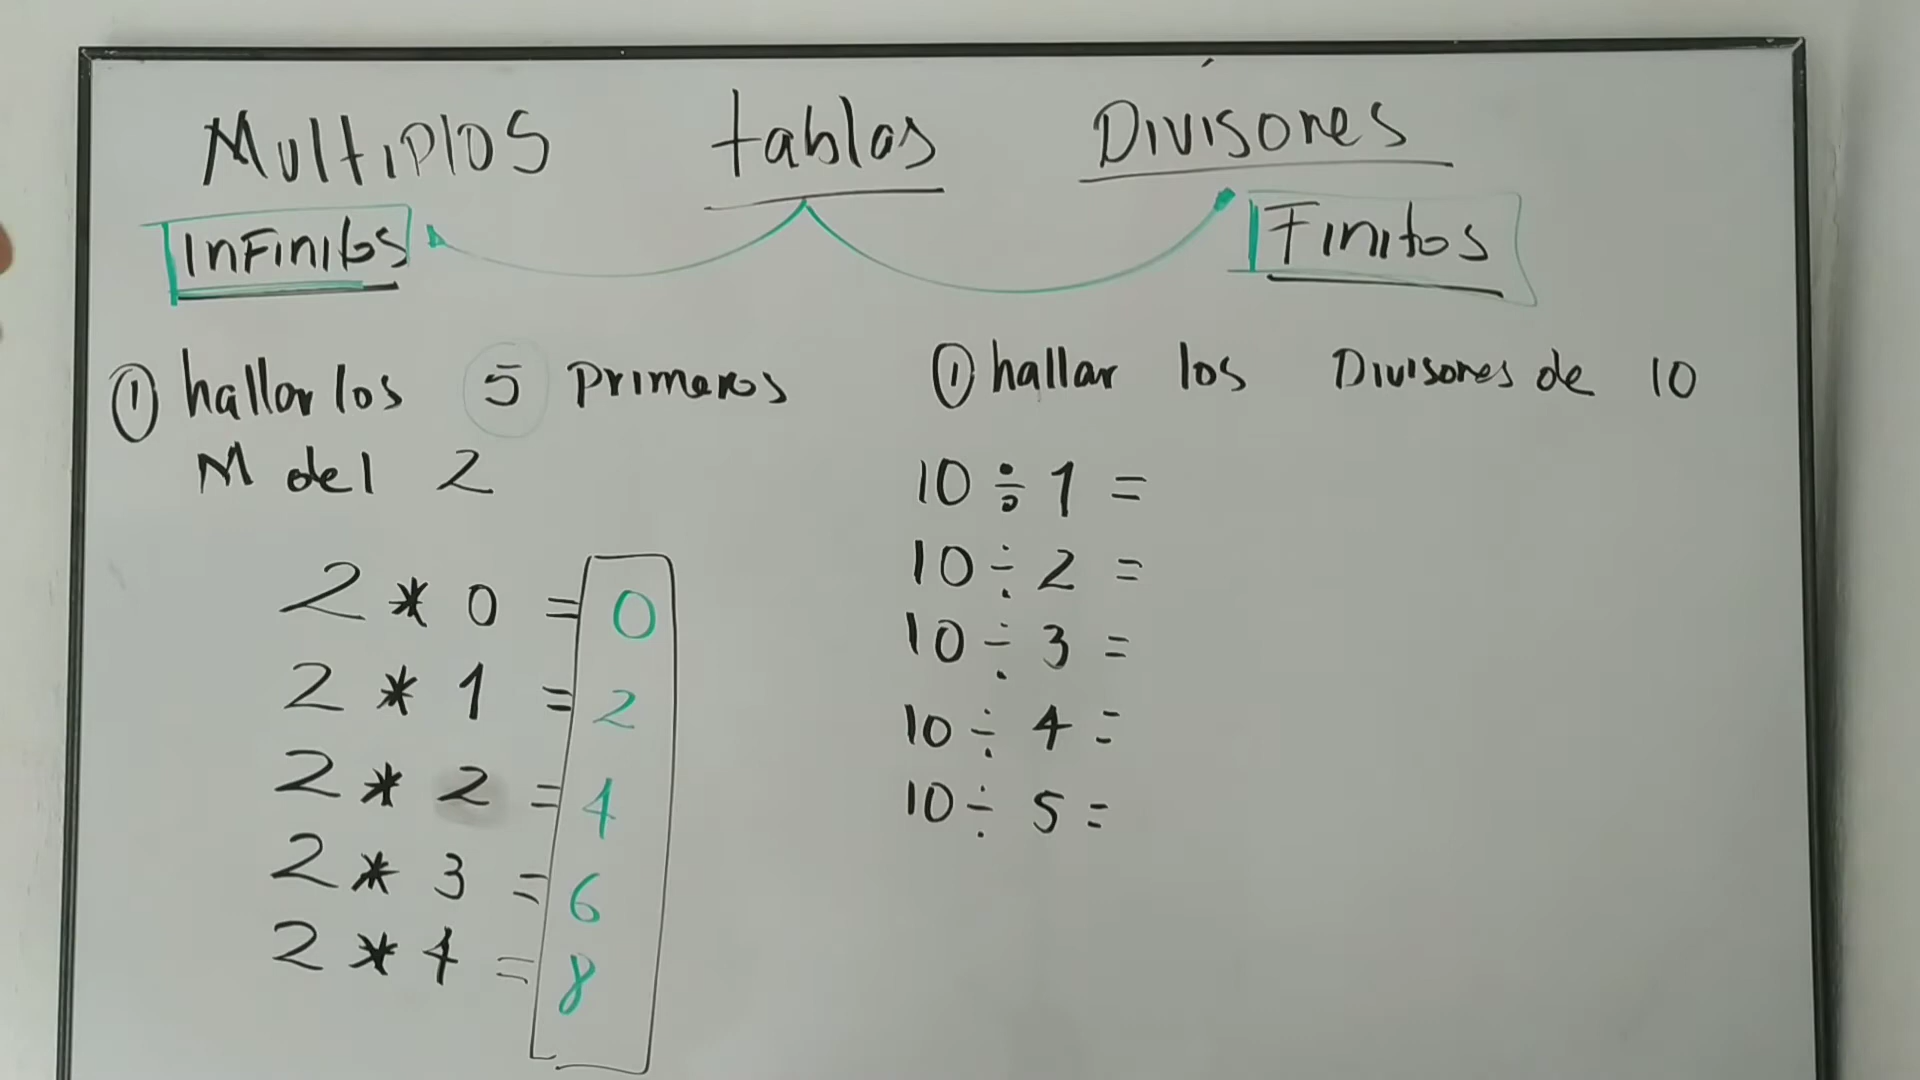 MULTIPLOS tablas Divisores
InFinitos Finitos
① hallar los 5 Primeros
M del 2
2 * 0 = 0
2 * 1 = 2
2 * 2 = 4
2 * 3 = 6
2 * 4 = 8
① hallar los Divisores de 10
10 ÷ 1 =
10 ÷ 2 =
10 ÷ 3 =
10 ÷ 4 =
10 ÷ 5 =